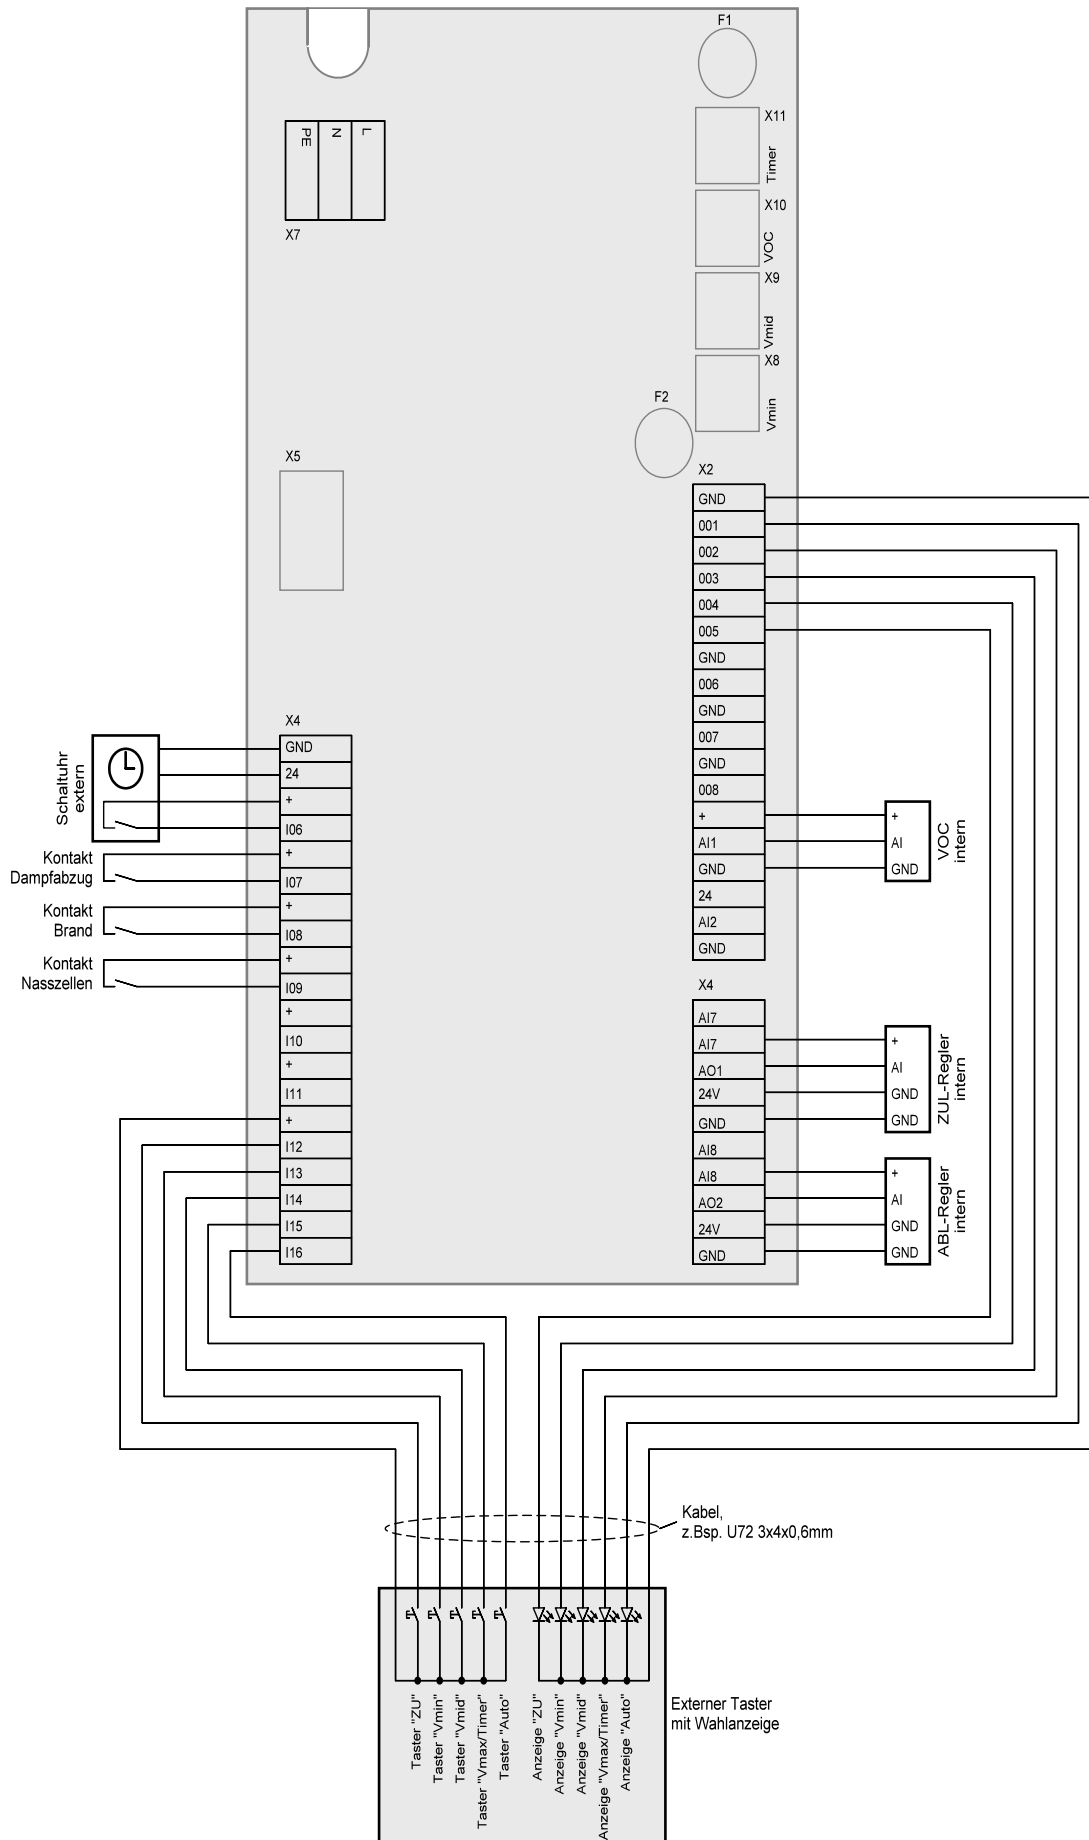 F1
X11
Timer
X10
VOC
X9
Vmid
X8
Vmin
F2
PE
N
L
X7
X5
X2
GND
001
002
003
004
005
GND
006
GND
007
GND
008
+
AI1
GND
24
AI2
GND
+
AI
GND
VOC
intern
X4
GND
24
+
I06
+
I07
+
I08
+
I09
+
I10
+
I11
+
I12
I13
I14
I15
I16
Schaltuhr
extern
Kontakt
Dampfabzug
Kontakt
Brand
Kontakt
Nasszellen
X4
AI7
AI7
AO1
24V
GND
AI8
AI8
AO2
24V
GND
+
AI
GND
GND
ZUL-Regler
intern
+
AI
GND
GND
ABL-Regler
intern
Kabel,
z.Bsp. U72 3x4x0,6mm
Taster "ZU"
Taster "Vmin"
Taster "Vmid"
Taster "Vmax/Timer"
Taster "Auto"
Anzeige "ZU"
Anzeige "Vmin"
Anzeige "Vmid"
Anzeige "Vmax/Timer"
Anzeige "Auto"
Externer Taster
mit Wahlanzeige